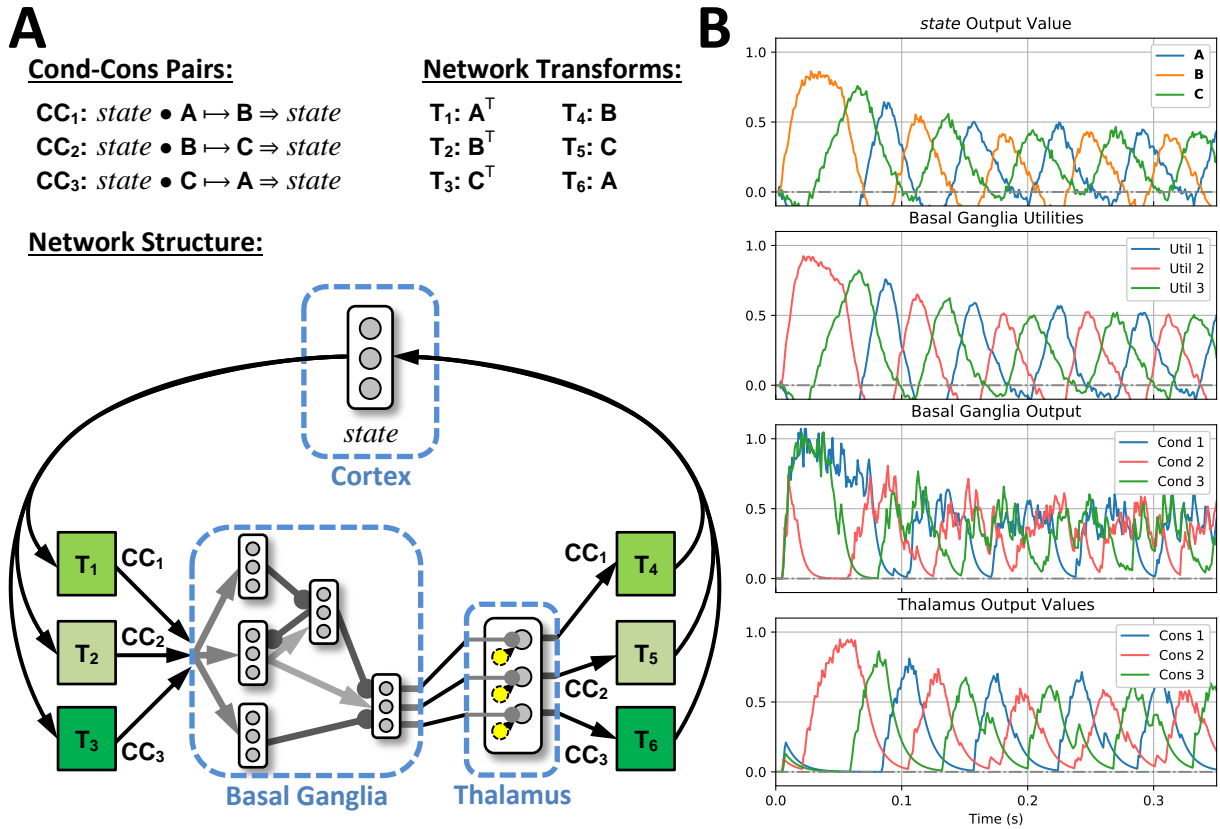 A
Cond-Cons Pairs:
CC₁: state • A ↦ B ⇒ state
CC₂: state • B ↦ C ⇒ state
CC₃: state • C ↦ A ⇒ state
Network Transforms:
T₁: Aᵀ T₄: B
T₂: Bᵀ T₅: C
T₃: Cᵀ T₆: A
Network Structure:
state
Cortex
T₁
T₂
T₃
CC₁
CC₂
CC₃
Basal Ganglia
Thalamus
CC₁
CC₂
CC₃
T₄
T₅
T₆
B
state Output Value
1.0
0.5
0.0
A
B
C
Basal Ganglia Utilities
1.0
0.5
0.0
Util 1
Util 2
Util 3
Basal Ganglia Output
1.0
0.5
0.0
Cond 1
Cond 2
Cond 3
Thalamus Output Values
1.0
0.5
0.0
Cons 1
Cons 2
Cons 3
0.0 0.1 0.2 0.3
Time (s)